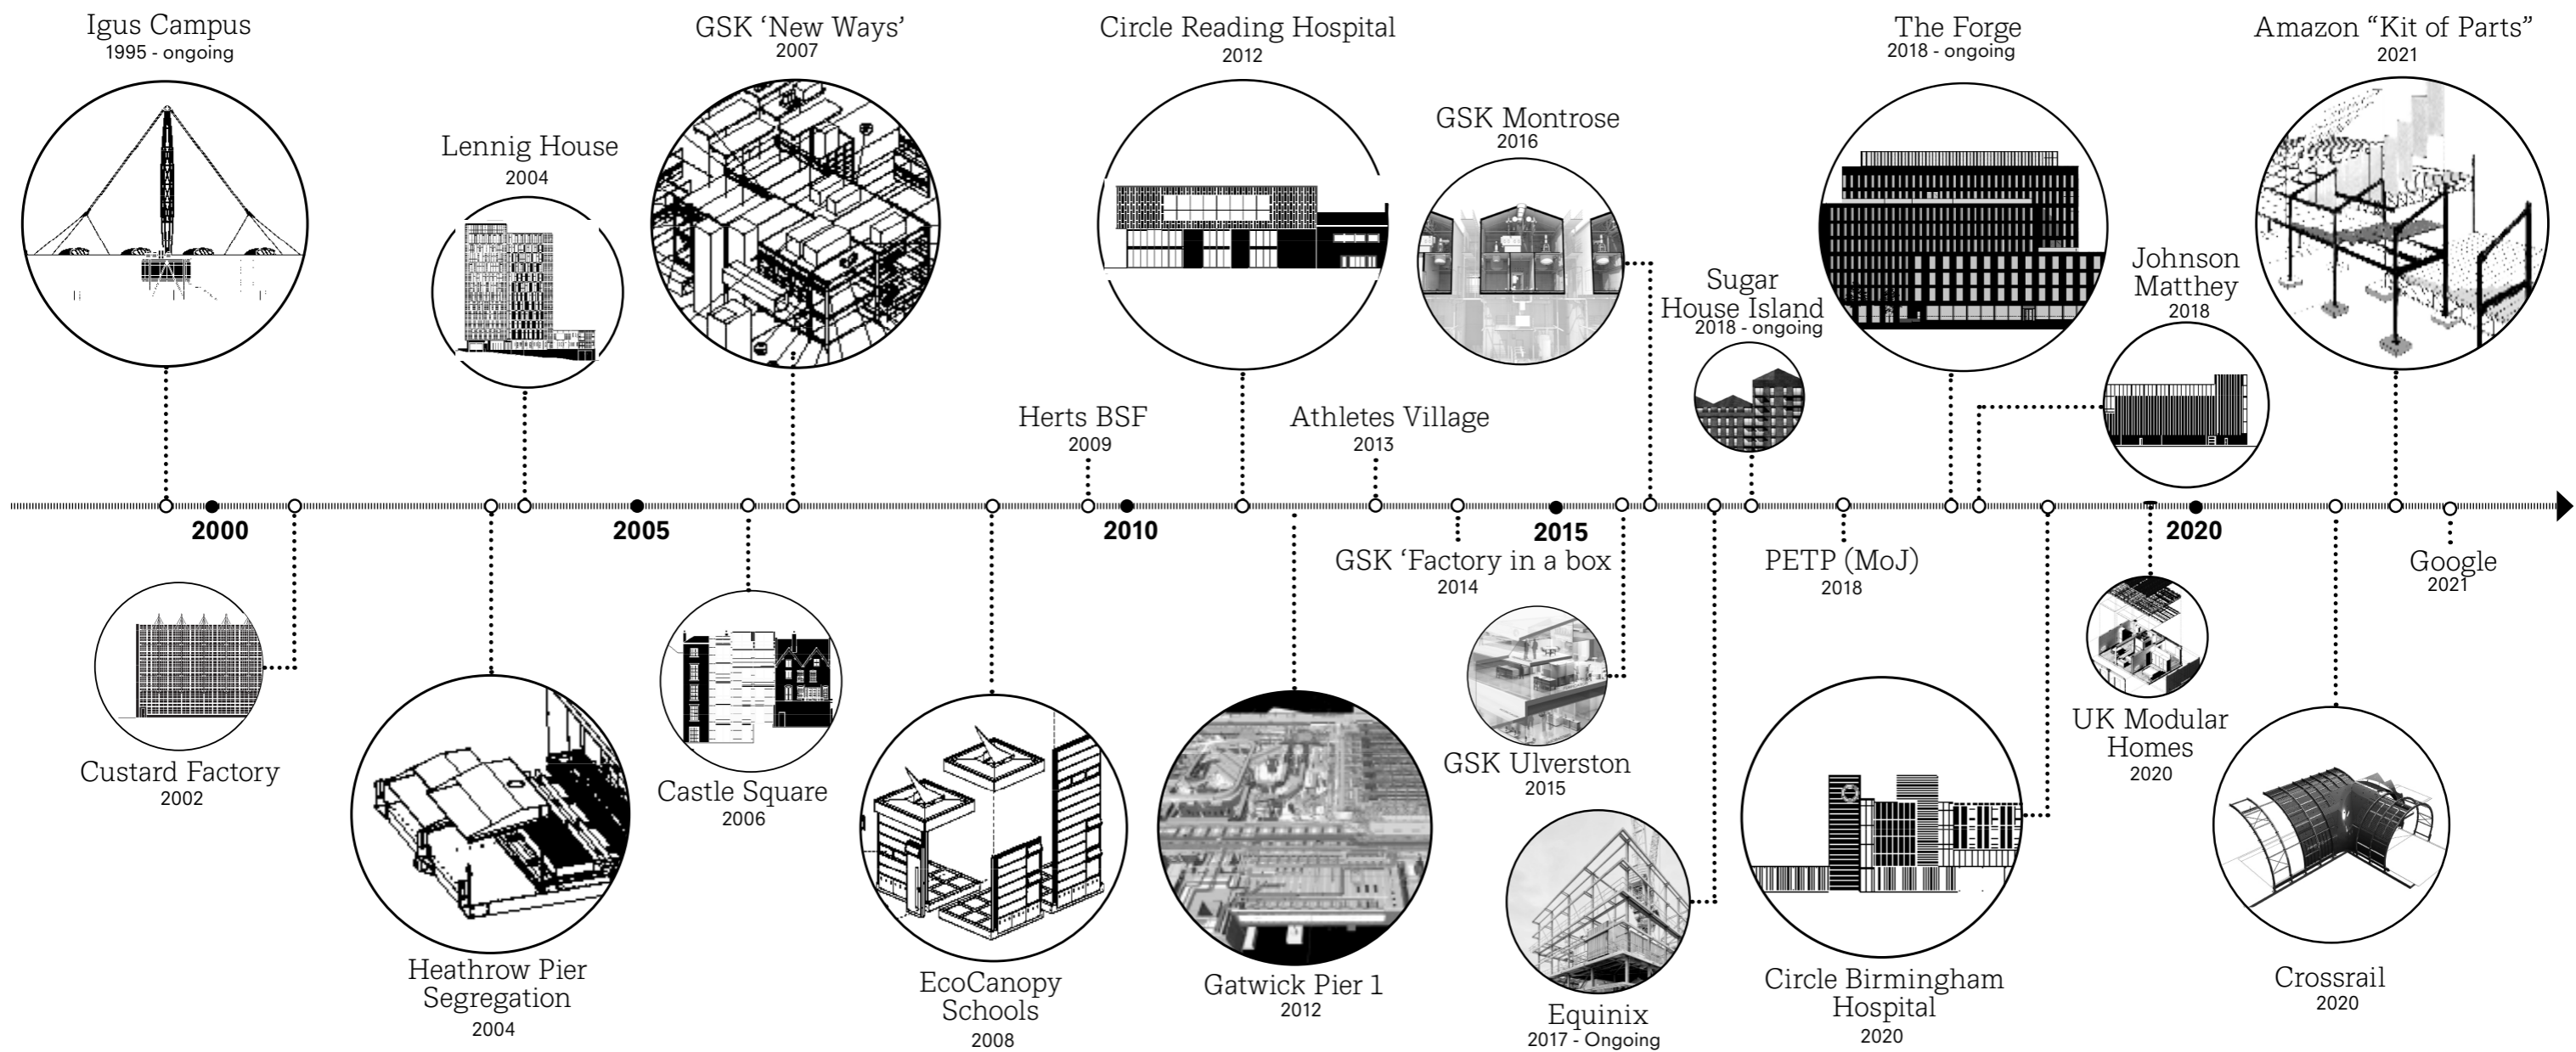 Igus Campus
1995 - ongoing
Lennig House
2004
GSK ‘New Ways’
2007
Herts BSF
2009
Circle Reading Hospital
2012
Athletes Village
2013
GSK Montrose
2016
Sugar
House Island
2018 - ongoing
The Forge
2018 - ongoing
Johnson
Matthey
2018
Amazon “Kit of Parts”
2021
2000
2005
2010
2015
2020
Custard Factory
2002
Heathrow Pier
Segregation
2004
Castle Square
2006
EcoCanopy
Schools
2008
Gatwick Pier 1
2012
GSK ‘Factory in a box
2014
GSK Ulverston
2015
Equinix
2017 - Ongoing
PETP (MoJ)
2018
Circle Birmingham
Hospital
2020
UK Modular
Homes
2020
Crossrail
2020
Google
2021